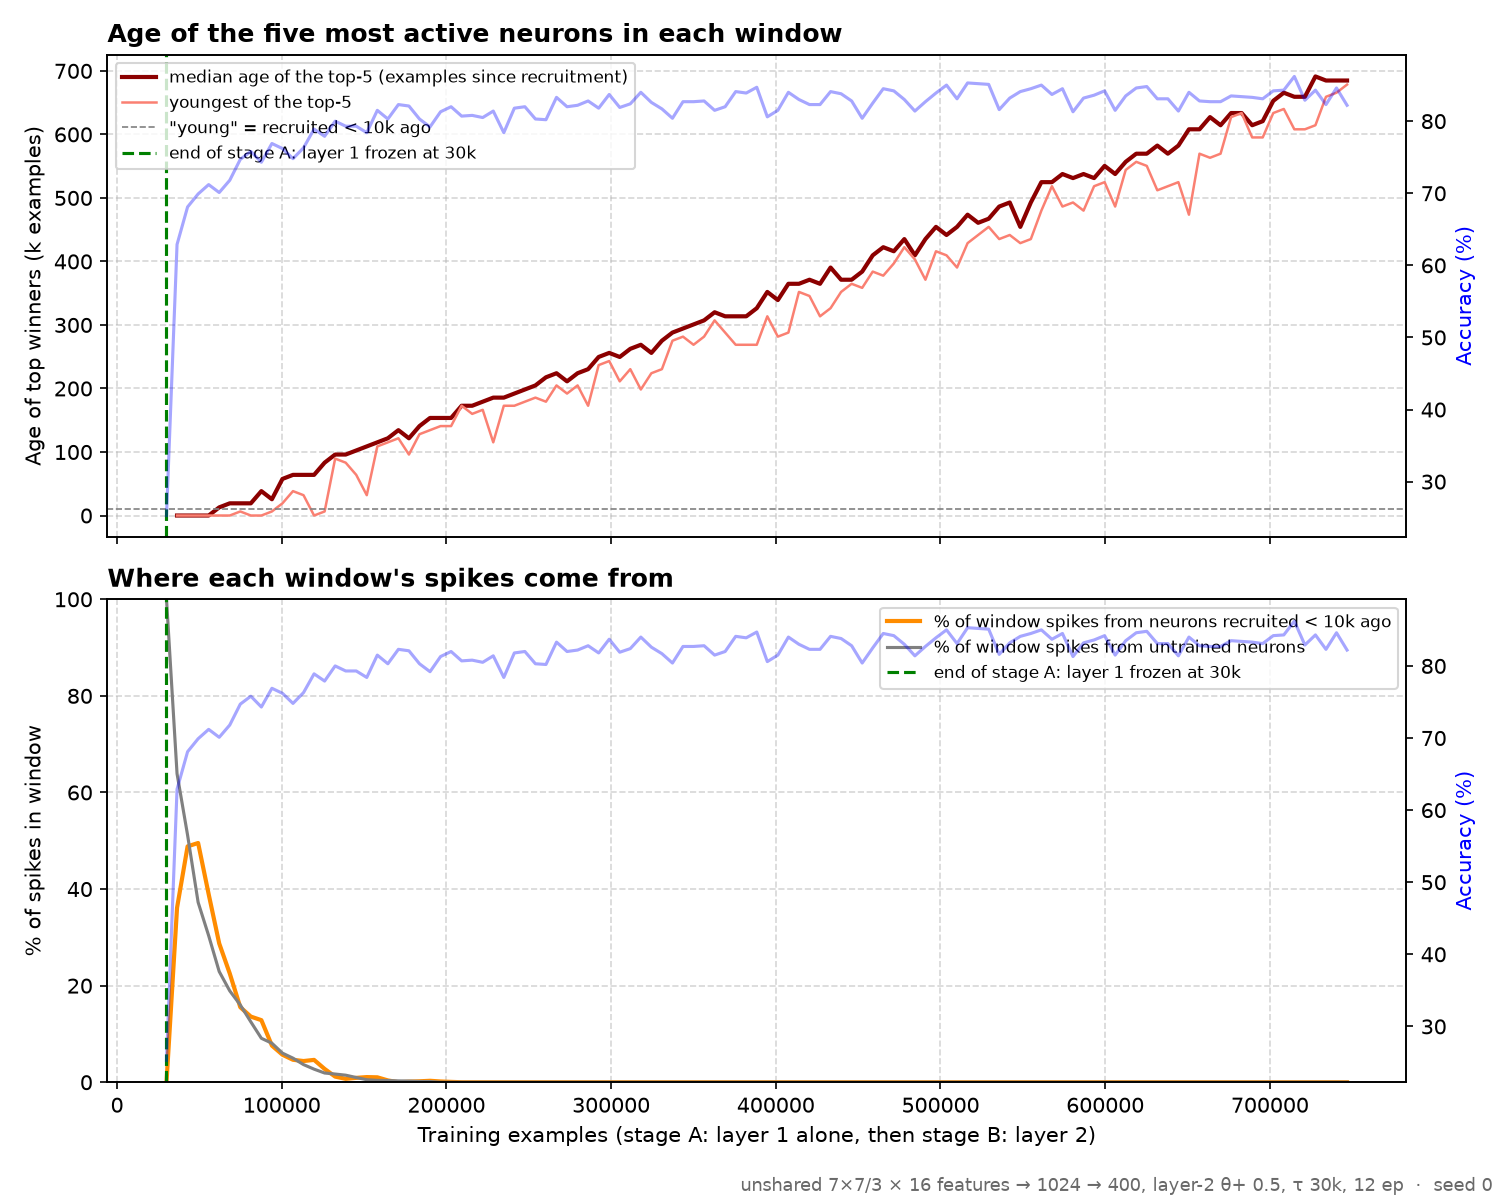 Age of the five most active neurons in each window
median age of the top-5 (examples since recruitment)
youngest of the top-5
"young" = recruited < 10k ago
end of stage A: layer 1 frozen at 30k
Age of top winners (k examples)
700
600
500
400
300
200
100
0
80
70
60
50
40
30
Accuracy (%)
Where each window's spikes come from
% of window spikes from neurons recruited < 10k ago
% of window spikes from untrained neurons
end of stage A: layer 1 frozen at 30k
% of spikes in window
100
80
60
40
20
0
80
70
60
50
40
30
Accuracy (%)
0 100000 200000 300000 400000 500000 600000 700000
Training examples (stage A: layer 1 alone, then stage B: layer 2)
unshared 7×7/3 × 16 features → 1024 → 400, layer-2 θ+ 0.5, τ 30k, 12 ep · seed 0